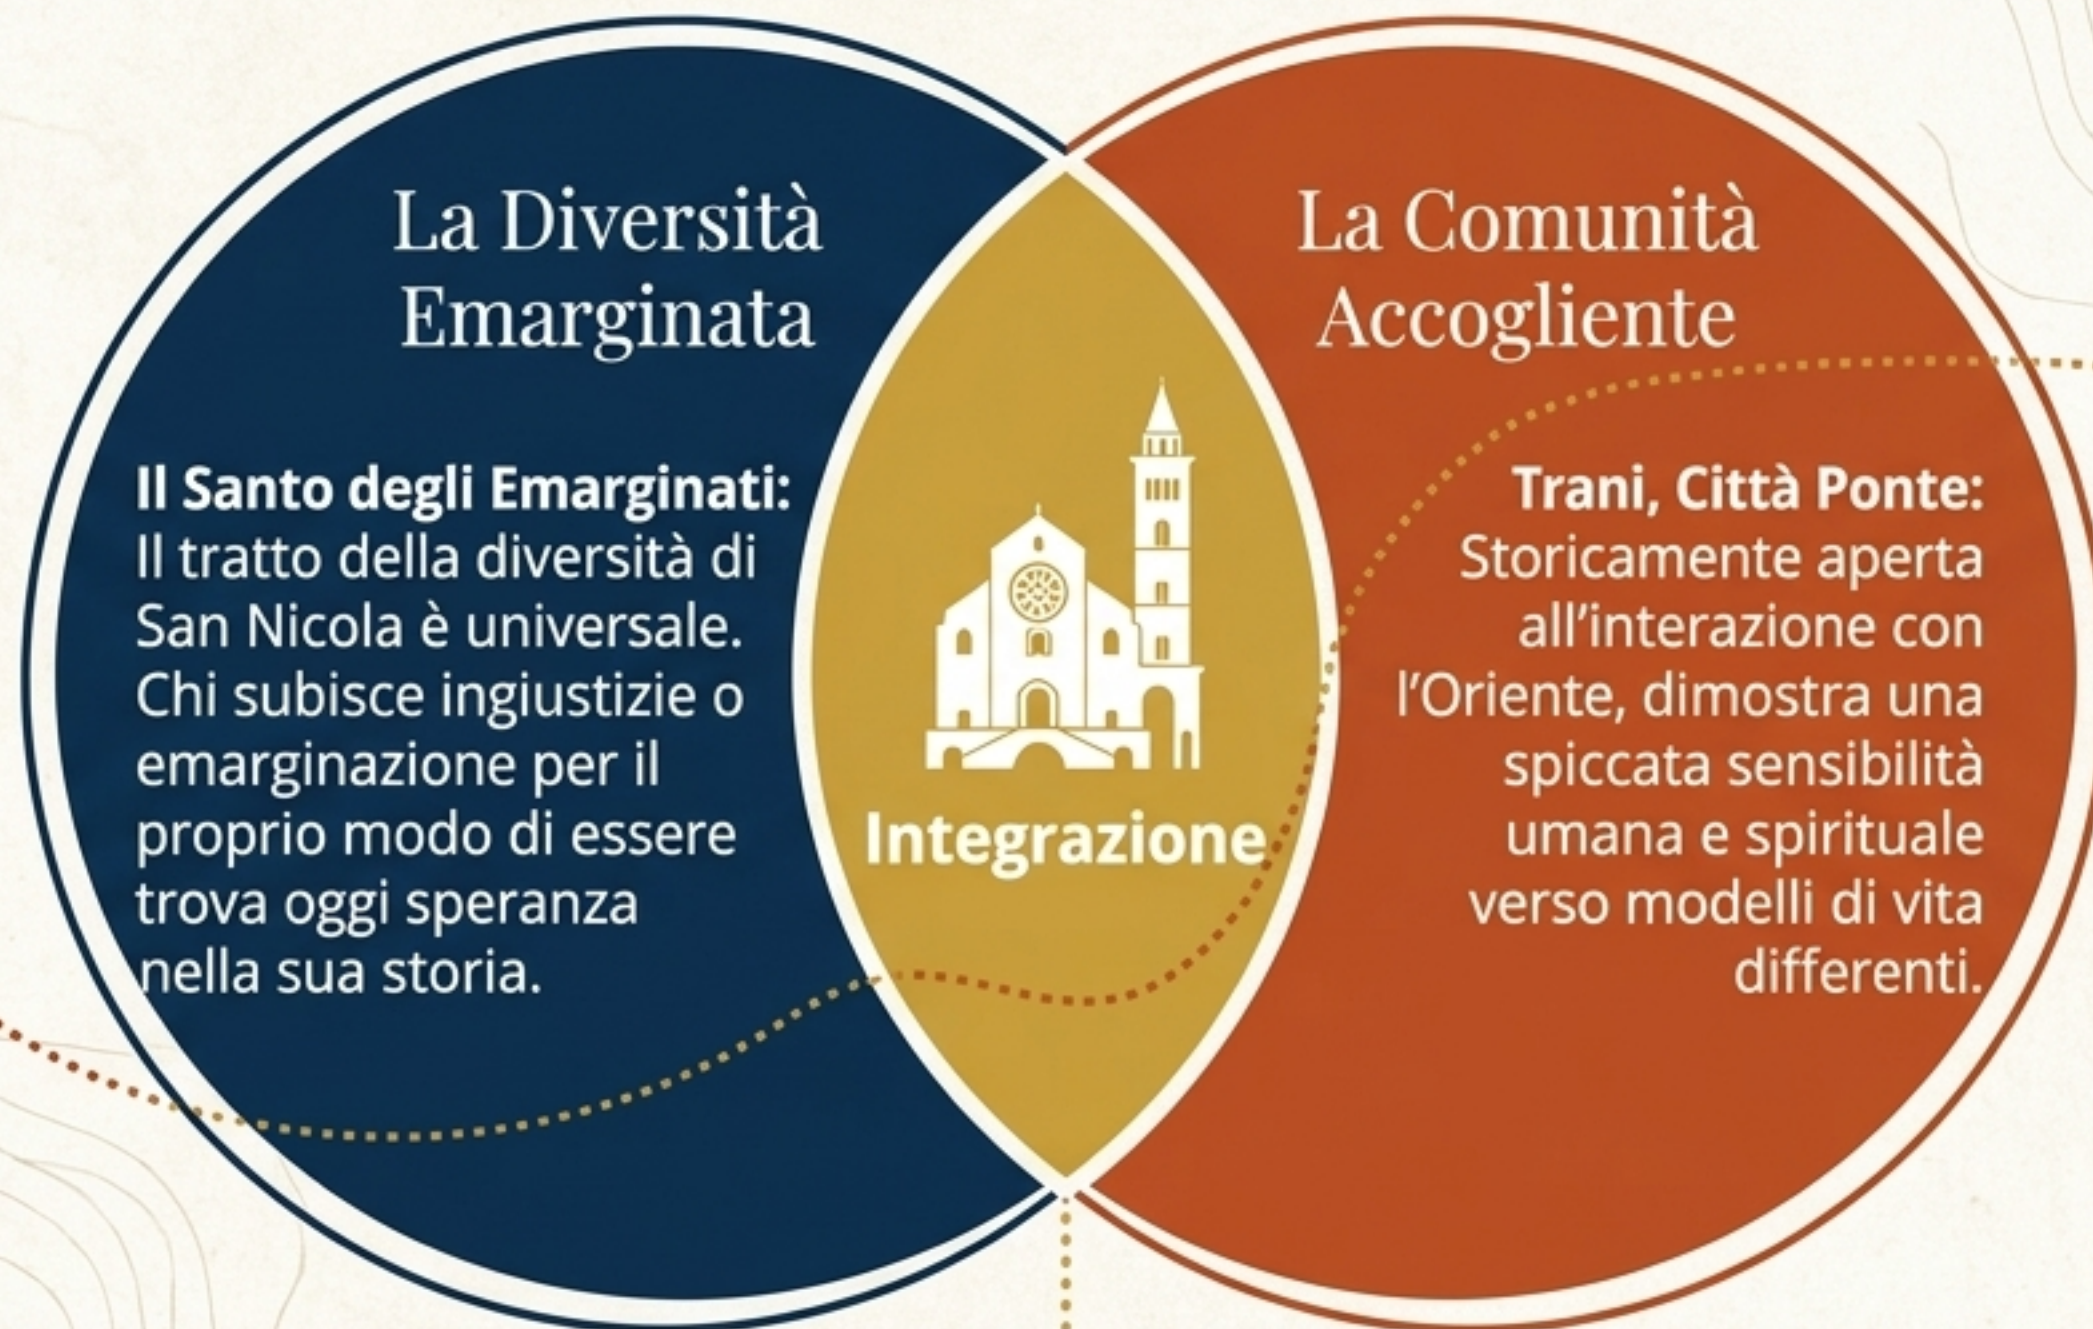 La Diversità
Emarginata
Il Santo degli Emarginati:
Il tratto della diversità di
San Nicola è universale.
Chi subisce ingiustizie o
emarginazione per il
proprio modo di essere
trova oggi speranza
nella sua storia.
Integrazione
La Comunità
Accogliente
Trani, Città Ponte:
Storicamente aperta
all’interazione con
l’Oriente, dimostra una
spiccata sensibilità
umana e spirituale
verso modelli di vita
differenti.